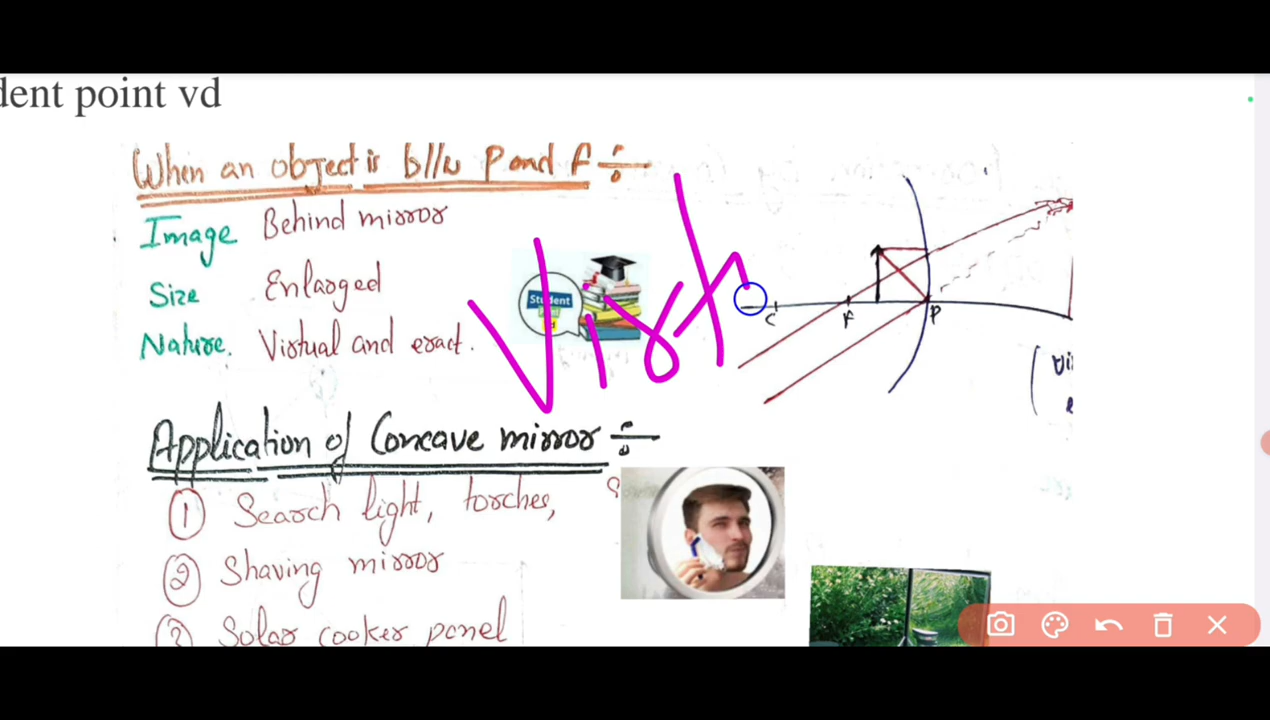 dent point vd
When an object is b//w P and F ÷
Image Behind mirror
Size Enlarged
Nature. Virtual and erect.
Student
C F P
Application of Concave mirror ÷
① Search light, torches,
② Shaving mirror
③ Solar cooker panel